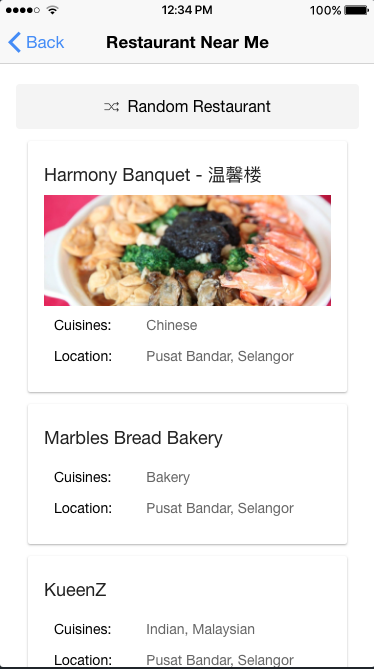 12:34 PM 100%
Back Restaurant Near Me
Random Restaurant
Harmony Banquet - 温馨楼
Cuisines: Chinese
Location: Pusat Bandar, Selangor
Marbles Bread Bakery
Cuisines: Bakery
Location: Pusat Bandar, Selangor
KueenZ
Cuisines: Indian, Malaysian
Location: Pusat Bandar, Selangor